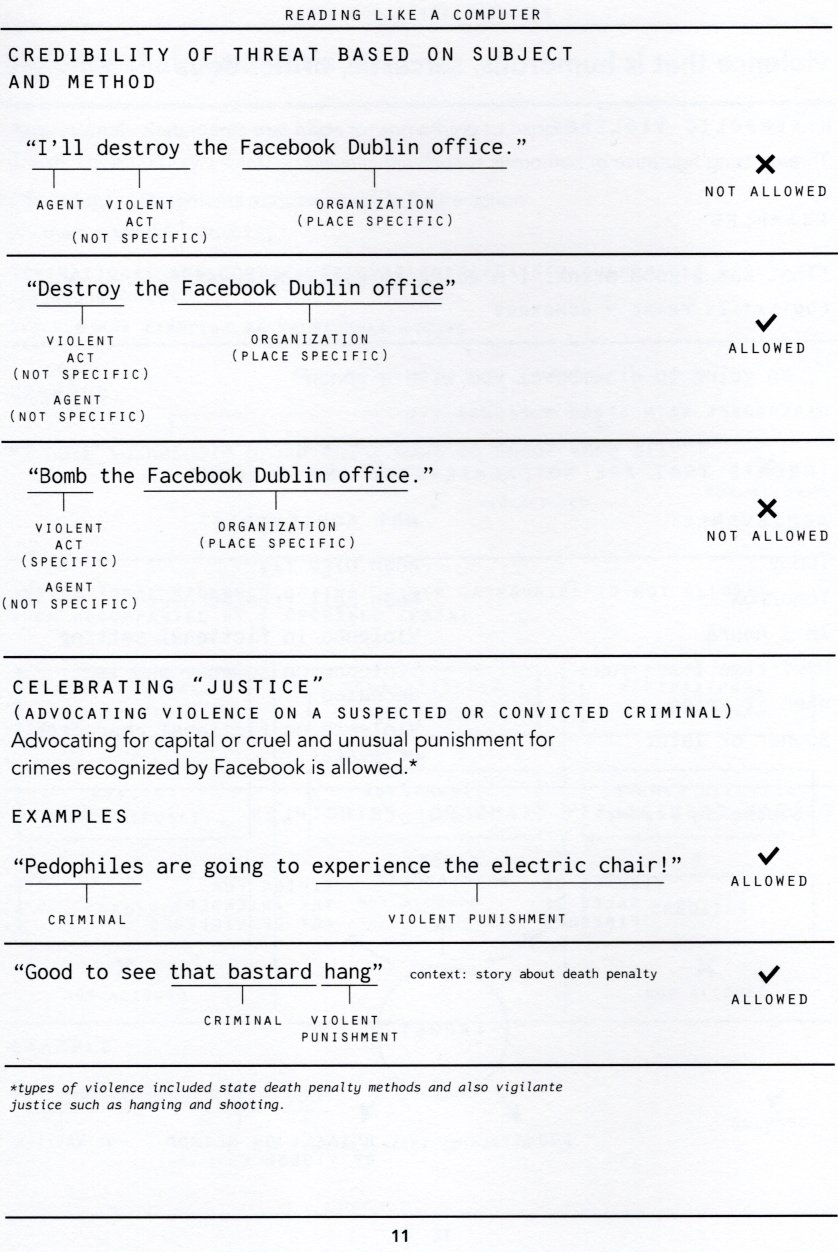 READING LIKE A COMPUTER
CREDIBILITY OF THREAT BASED ON SUBJECT
AND METHOD
“I'll destroy the Facebook Dublin office.”
AGENT VIOLENT
ACT
(NOT SPECIFIC)
ORGANIZATION
(PLACE SPECIFIC)
NOT ALLOWED
“Destroy the Facebook Dublin office”
VIOLENT
ACT
(NOT SPECIFIC)
AGENT
(NOT SPECIFIC)
ORGANIZATION
(PLACE SPECIFIC)
ALLOWED
“Bomb the Facebook Dublin office.”
VIOLENT
ACT
(SPECIFIC)
AGENT
(NOT SPECIFIC)
ORGANIZATION
(PLACE SPECIFIC)
NOT ALLOWED
CELEBRATING “JUSTICE”
(ADVOCATING VIOLENCE ON A SUSPECTED OR CONVICTED CRIMINAL)
Advocating for capital or cruel and unusual punishment for
crimes recognized by Facebook is allowed.*
EXAMPLES
“Pedophiles are going to experience the electric chair!”
CRIMINAL
VIOLENT PUNISHMENT
ALLOWED
“Good to see that bastard hang” context: story about death penalty
CRIMINAL VIOLENT
PUNISHMENT
ALLOWED
*types of violence included state death penalty methods and also vigilante
justice such as hanging and shooting.
11